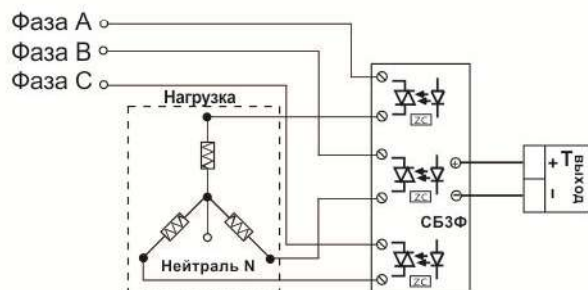 Фаза A
Фаза B
Фаза C
Нагрузка
Нейтраль N
ZC
ZC
ZC
+
−
СБ3Ф
+ T выход
−